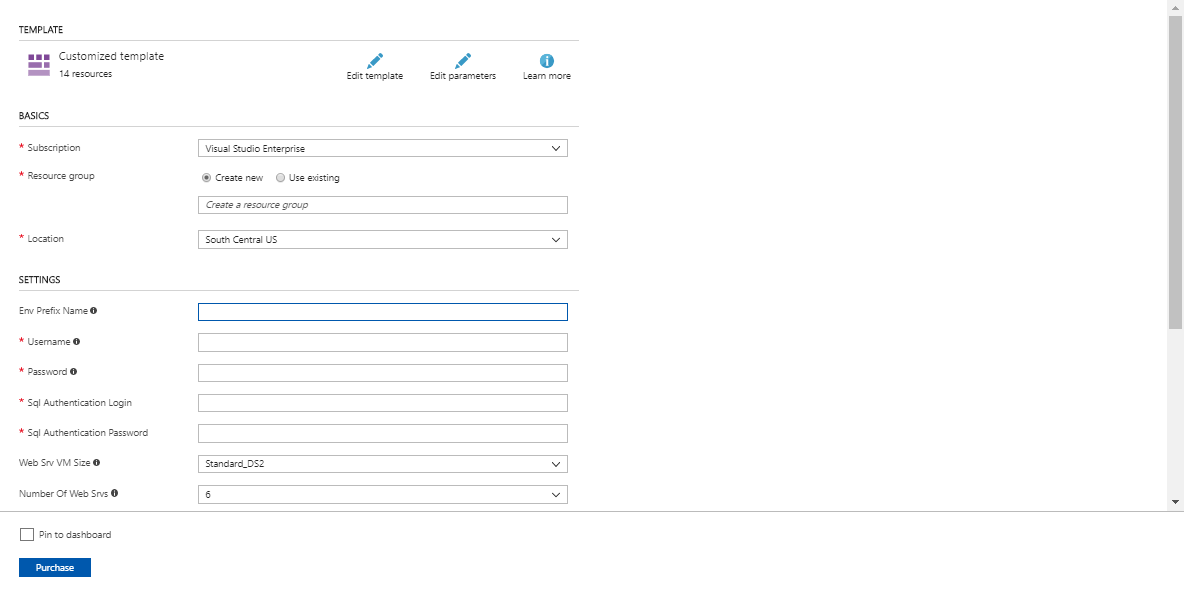 TEMPLATE
Customized template
14 resources
Edit template
Edit parameters
Learn more
BASICS
* Subscription
Visual Studio Enterprise
* Resource group
Create new
Use existing
Create a resource group
* Location
South Central US
SETTINGS
Env Prefix Name
* Username
* Password
* Sql Authentication Login
* Sql Authentication Password
Web Srv VM Size
Standard_DS2
Number Of Web Srvs
6
Pin to dashboard
Purchase